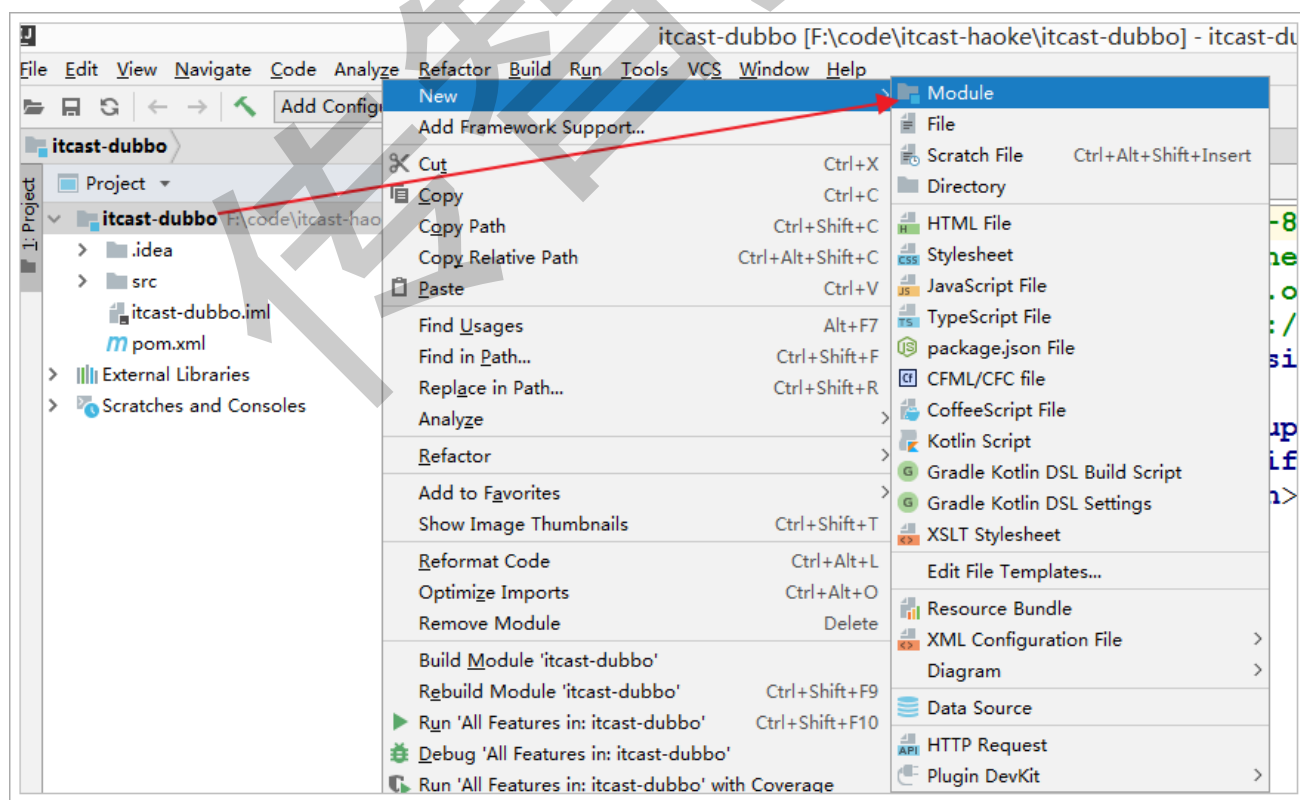 itcast-dubbo [F:\code\itcast-haoke\itcast-dubbo] - itcast-du
File Edit View Navigate Code Analyze Refactor Build Run Tools VCS Window Help
Add Configu
itcast-dubbo
1: Project
Project
itcast-dubbo F:\code\itcast-hao
.idea
src
itcast-dubbo.iml
pom.xml
External Libraries
Scratches and Consoles
New
Add Framework Support...
Cut Ctrl+X
Copy Ctrl+C
Copy Path Ctrl+Shift+C
Copy Relative Path Ctrl+Alt+Shift+C
Paste Ctrl+V
Find Usages Alt+F7
Find in Path... Ctrl+Shift+F
Replace in Path... Ctrl+Shift+R
Analyze
Refactor
Add to Favorites
Show Image Thumbnails Ctrl+Shift+T
Reformat Code Ctrl+Alt+L
Optimize Imports Ctrl+Alt+O
Remove Module Delete
Build Module 'itcast-dubbo'
Rebuild Module 'itcast-dubbo' Ctrl+Shift+F9
Run 'All Features in: itcast-dubbo' Ctrl+Shift+F10
Debug 'All Features in: itcast-dubbo'
Run 'All Features in: itcast-dubbo' with Coverage
Module
File
Scratch File Ctrl+Alt+Shift+Insert
Directory
HTML File
Stylesheet
JavaScript File
TypeScript File
package.json File
CFML/CFC file
CoffeeScript File
Kotlin Script
Gradle Kotlin DSL Build Script
Gradle Kotlin DSL Settings
XSLT Stylesheet
Edit File Templates...
Resource Bundle
XML Configuration File
Diagram
Data Source
HTTP Request
Plugin DevKit
-8
ne
.o
:/
si
up
if
n>
传智